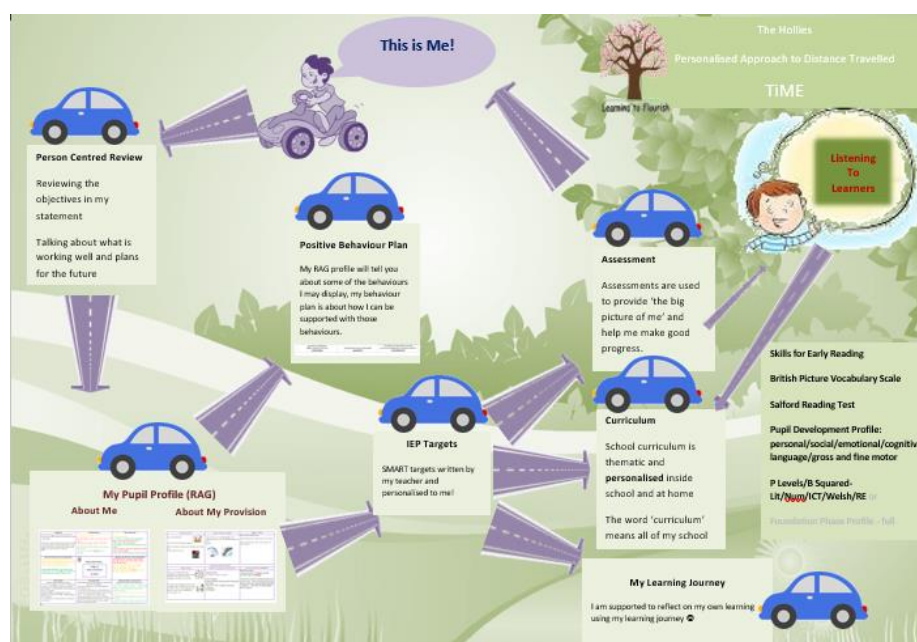 This is Me!
The Hollies
Personalised Approach to Distance Travelled
TiME
Learning to Flourish
Listening
To
Learners
Person Centred Review
Reviewing the
objectives in my
statement
Talking about what is
working well and plans
for the future
Positive Behaviour Plan
My RAG profile will tell you
about some of the behaviours
I may display, my behaviour
plan is about how I can be
supported with those
behaviours.
Assessment
Assessments are used
to provide 'the big
picture of me' and
help me make good
progress.
Skills for Early Reading
British Picture Vocabulary Scale
Salford Reading Test
Pupil Development Profile:
personal/social/emotional/cognitive
language/gross and fine motor
P Levels/B Squared-
Lit/Num/ICT/Welsh/RE or
Foundation Phase Profile - full
IEP Targets
SMART targets written by
my teacher and
personalised to me!
Curriculum
School curriculum is
thematic and
personalised inside
school and at home
The word 'curriculum'
means all of my school
My Pupil Profile (RAG)
About Me
About My Provision
My Learning Journey
I am supported to reflect on my own learning
using my learning journey